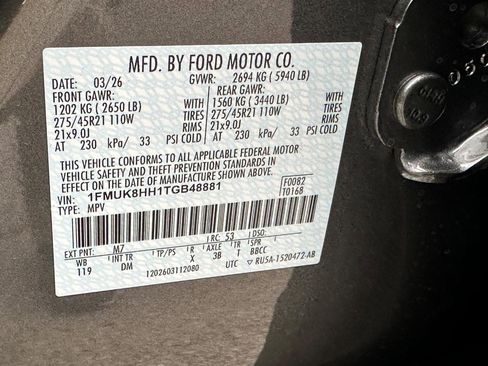 MFD. BY FORD MOTOR CO.
DATE: 03/26 GVWR: 2694 KG ( 5940 LB)
FRONT GAWR: REAR GAWR:
1202 KG ( 2650 LB) 1560 KG ( 3440 LB)
275/45R21 110W TIRES 275/45R21 110W TIRES
21x9.0J RIMS 21x9.0J RIMS
AT 230 kPa/ 33 PSI COLD AT 230 kPa/ 33 PSI COLD
THIS VEHICLE CONFORMS TO ALL APPLICABLE FEDERAL MOTOR
VEHICLE SAFETY AND THEFT PREVENTION STANDARDS IN EFFECT ON
THE DATE OF MANUFACTURE SHOWN ABOVE.
VIN: 1FMUK8HH1TGB48881 F0082
TYPE: MPV T0168
EXT PNT: M7 RC: 53 DSO:
WB INT TR TP/PS R AXLE TR SPR
119 DM X 3B T BBCC
1202603112080 UTC RU5A-1520472-AB